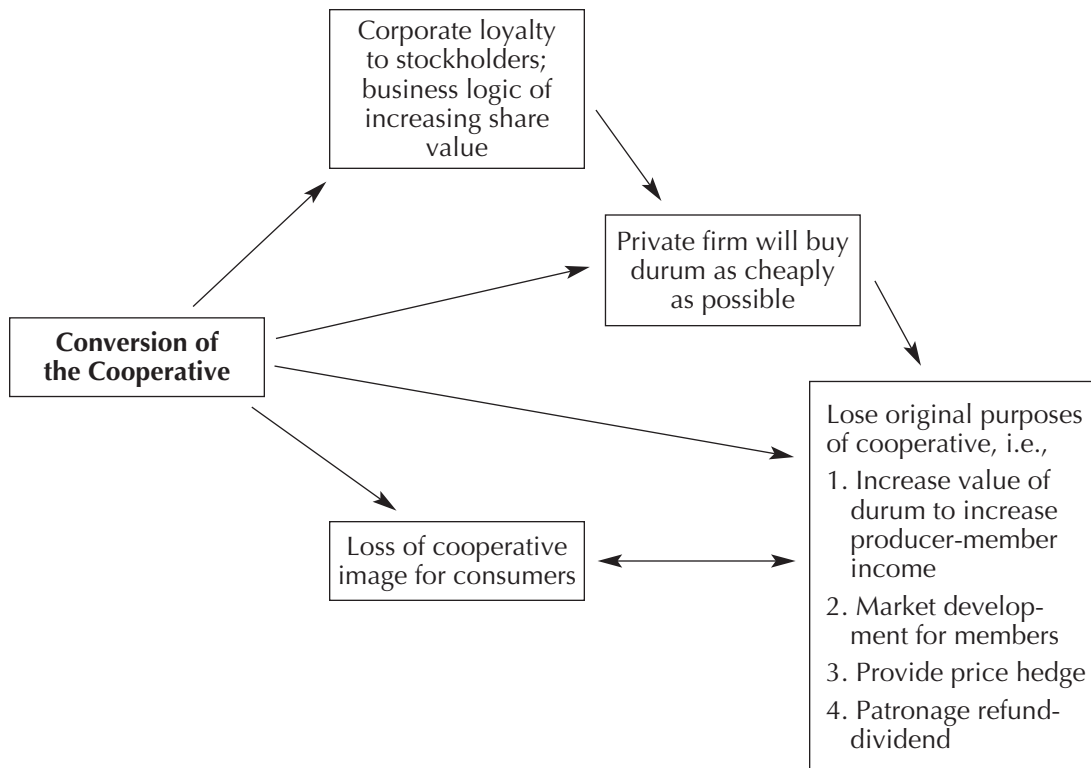 Corporate loyalty
to stockholders;
business logic of
increasing share
value
Private firm will buy
durum as cheaply
as possible
Conversion of
the Cooperative
Lose original purposes
of cooperative, i.e.,
1. Increase value of
durum to increase
producer-member
income
2. Market develop-
ment for members
3. Provide price hedge
4. Patronage refund-
dividend
Loss of cooperative
image for consumers